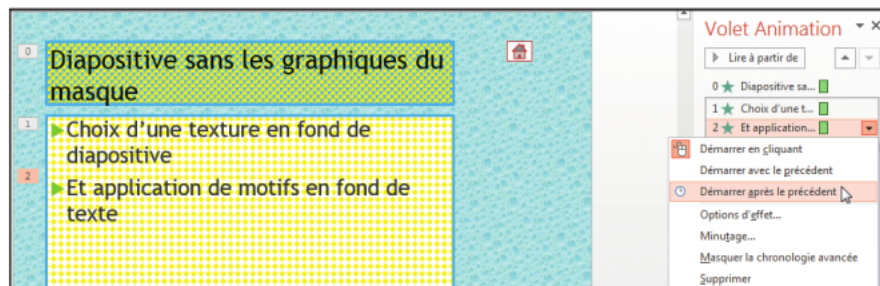 0
Diapositive sans les graphiques du
masque
1
Choix d'une texture en fond de
diapositive
2
Et application de motifs en fond de
texte
Volet Animation
Lire à partir de
0 Diapositive sa...
1 Choix d'une t...
2 Et application...
Démarrer en cliquant
Démarrer avec le précédent
Démarrer après le précédent
Options d'effet...
Minutage...
Masquer la chronologie avancée
Supprimer